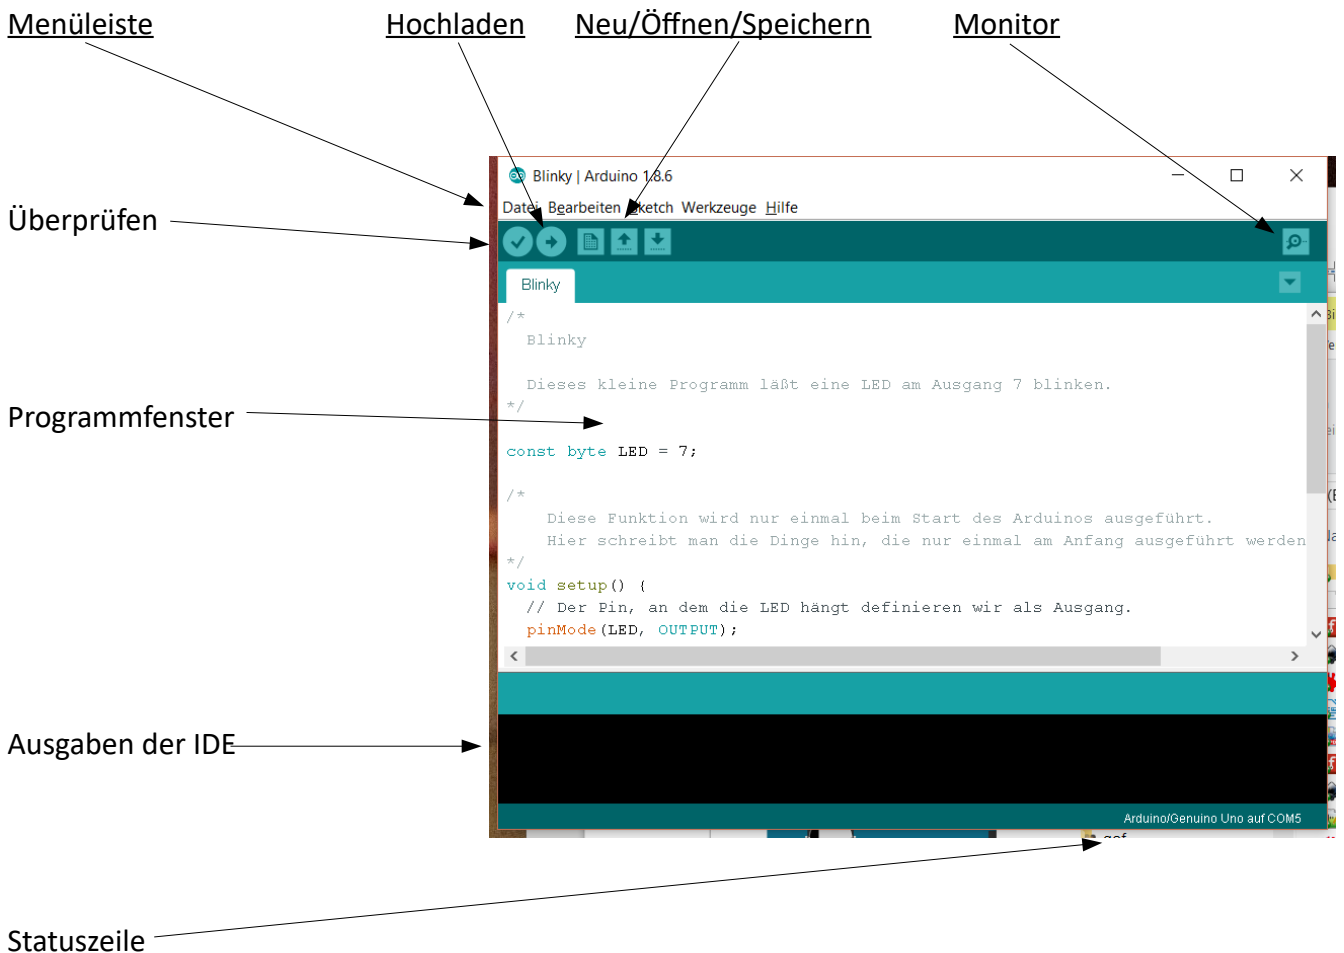 Menüleiste
Hochladen
Neu/Öffnen/Speichern
Monitor
Blinky | Arduino 1.8.6
Datei Bearbeiten Sketch Werkzeuge Hilfe
Überprüfen
Blinky
/*
Blinky
Dieses kleine Programm läßt eine LED am Ausgang 7 blinken.
*/
Programmfenster
const byte LED = 7;
/*
Diese Funktion wird nur einmal beim Start des Arduinos ausgeführt.
Hier schreibt man die Dinge hin, die nur einmal am Anfang ausgeführt werden
*/
void setup() {
// Der Pin, an dem die LED hängt definieren wir als Ausgang.
pinMode(LED, OUTPUT);
Ausgaben der IDE
Arduino/Genuino Uno auf COM5
Statuszeile